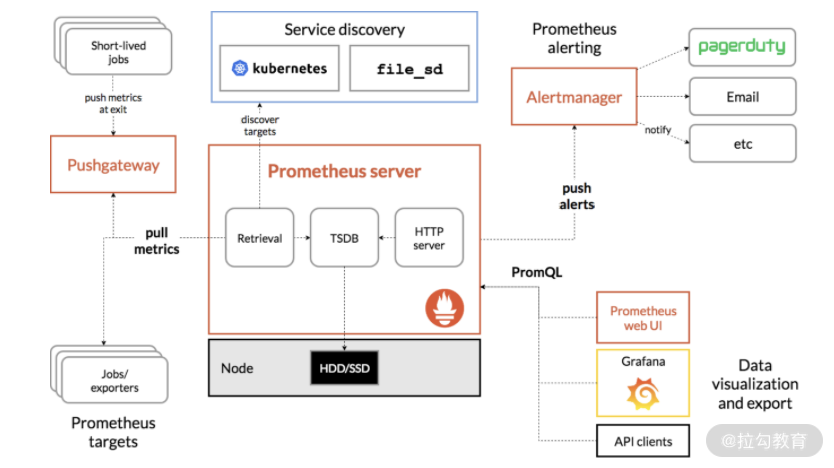 Short-lived
jobs
push metrics
at exit
Pushgateway
pull
metrics
Jobs/
exporters
Prometheus
targets
Service discovery
kubernetes
file_sd
discover
targets
Prometheus server
Retrieval
TSDB
HTTP
server
Node
HDD/SSD
Prometheus
alerting
Alertmanager
pagerduty
Email
etc
notify
push
alerts
PromQL
Prometheus
web UI
Grafana
API clients
Data
visualization
and export
@拉勾教育